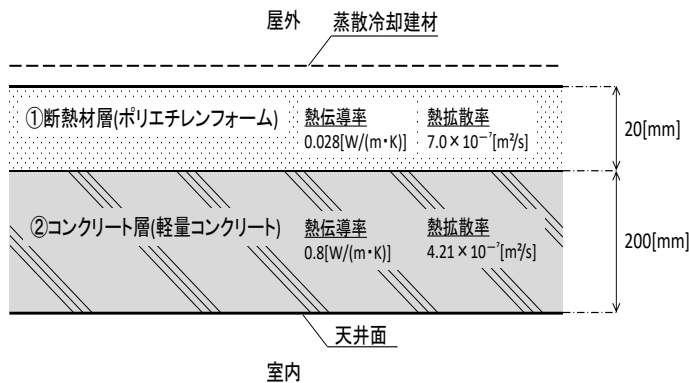 屋外 蒸散冷却建材
①断熱材層(ポリエチレンフォーム) 熱伝導率 熱拡散率
0.028[W/(m・K)] 7.0×10⁻⁷[m²/s]
20[mm]
②コンクリート層(軽量コンクリート) 熱伝導率 熱拡散率
0.8[W/(m・K)] 4.21×10⁻⁷[m²/s]
200[mm]
天井面
室内